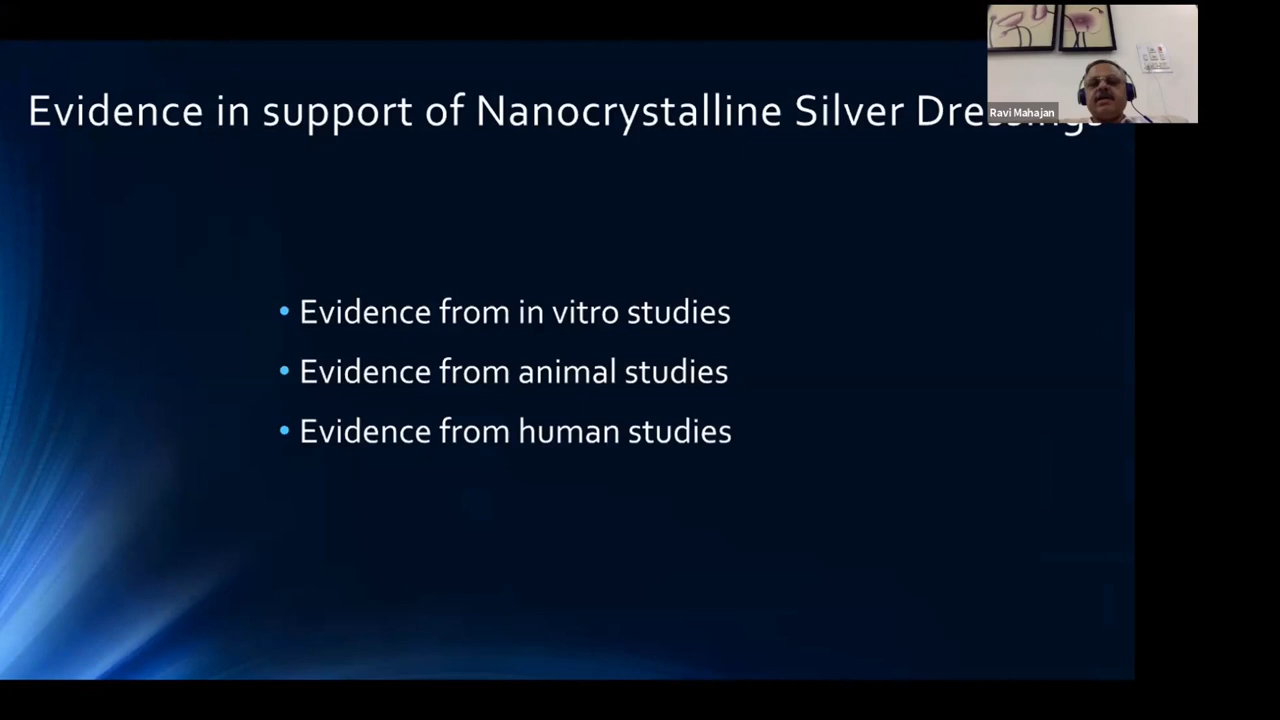 Evidence in support of Nanocrystalline Silver
Ravi Mahajan
• Evidence from in vitro studies
• Evidence from animal studies
• Evidence from human studies